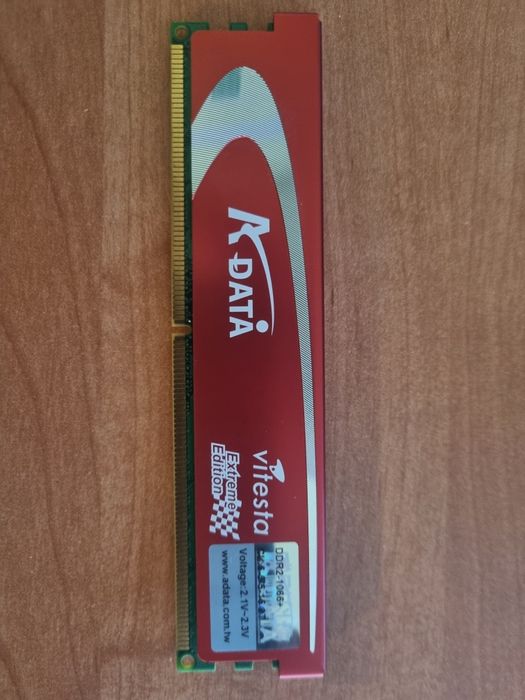 A DATA
vitesta
Extreme
Edition
DDR2-1066+
Voltage:2.1V~2.3V
www.adata.com.tw